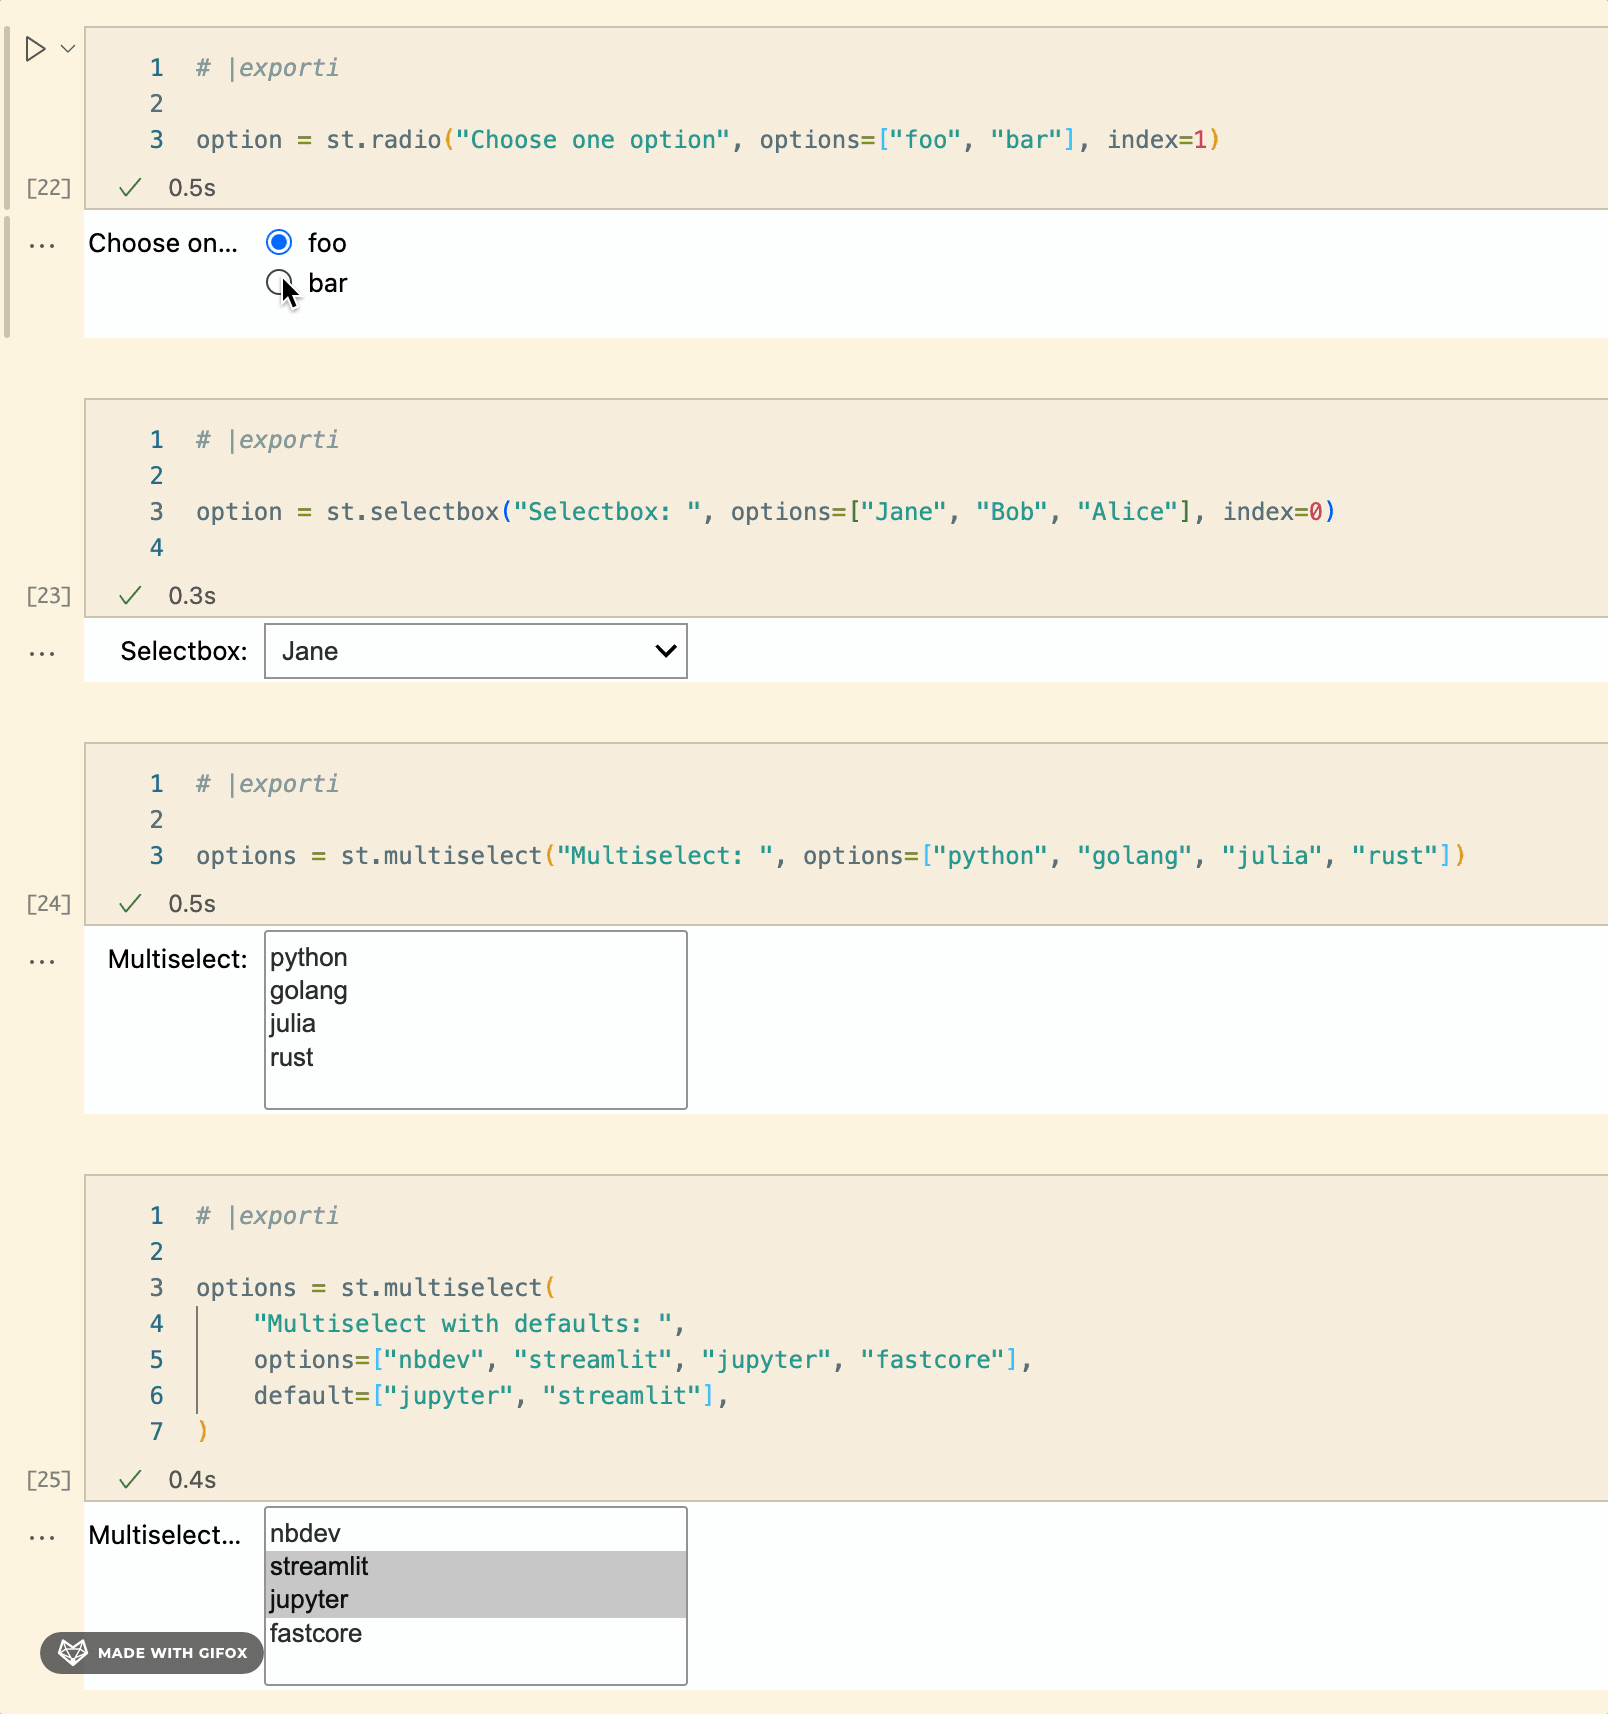 1 # |exporti
2
3 option = st.radio("Choose one option", options=["foo", "bar"], index=1)
[22] 0.5s
Choose on... foo
bar
1 # |exporti
2
3 option = st.selectbox("Selectbox: ", options=["Jane", "Bob", "Alice"], index=0)
4
[23] 0.3s
Selectbox: Jane
1 # |exporti
2
3 options = st.multiselect("Multiselect: ", options=["python", "golang", "julia", "rust"])
[24] 0.5s
Multiselect: python
golang
julia
rust
1 # |exporti
2
3 options = st.multiselect(
4 "Multiselect with defaults: ",
5 options=["nbdev", "streamlit", "jupyter", "fastcore"],
6 default=["jupyter", "streamlit"],
7 )
[25] 0.4s
Multiselect... nbdev
streamlit
jupyter
fastcore
MADE WITH GIFOX